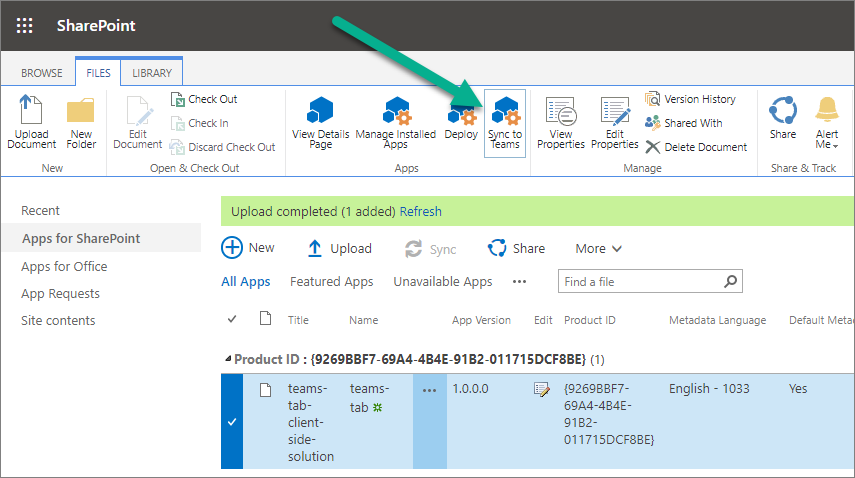 SharePoint
BROWSE FILES LIBRARY
Upload
Document
New
Folder
New
Edit
Document
Check Out
Check In
Discard Check Out
Open & Check Out
View Details
Page
Manage Installed
Apps
Deploy
Sync to
Teams
Apps
View
Properties
Edit
Properties
Version History
Shared With
Delete Document
Manage
Share
Alert
Me
Share & Track
Recent
Apps for SharePoint
Apps for Office
App Requests
Site contents
Upload completed (1 added) Refresh
New Upload Sync Share More
All Apps Featured Apps Unavailable Apps ••• Find a file
Title Name App Version Edit Product ID Metadata Language Default Metac
Product ID : {9269BBF7-69A4-4B4E-91B2-011715DCF8BE} (1)
teams-
tab-
client-
side-
solution
teams-
tab
•••
1.0.0.0
{9269BBF7-
69A4-4B4E-
91B2-
011715DCF8BE}
English - 1033
Yes